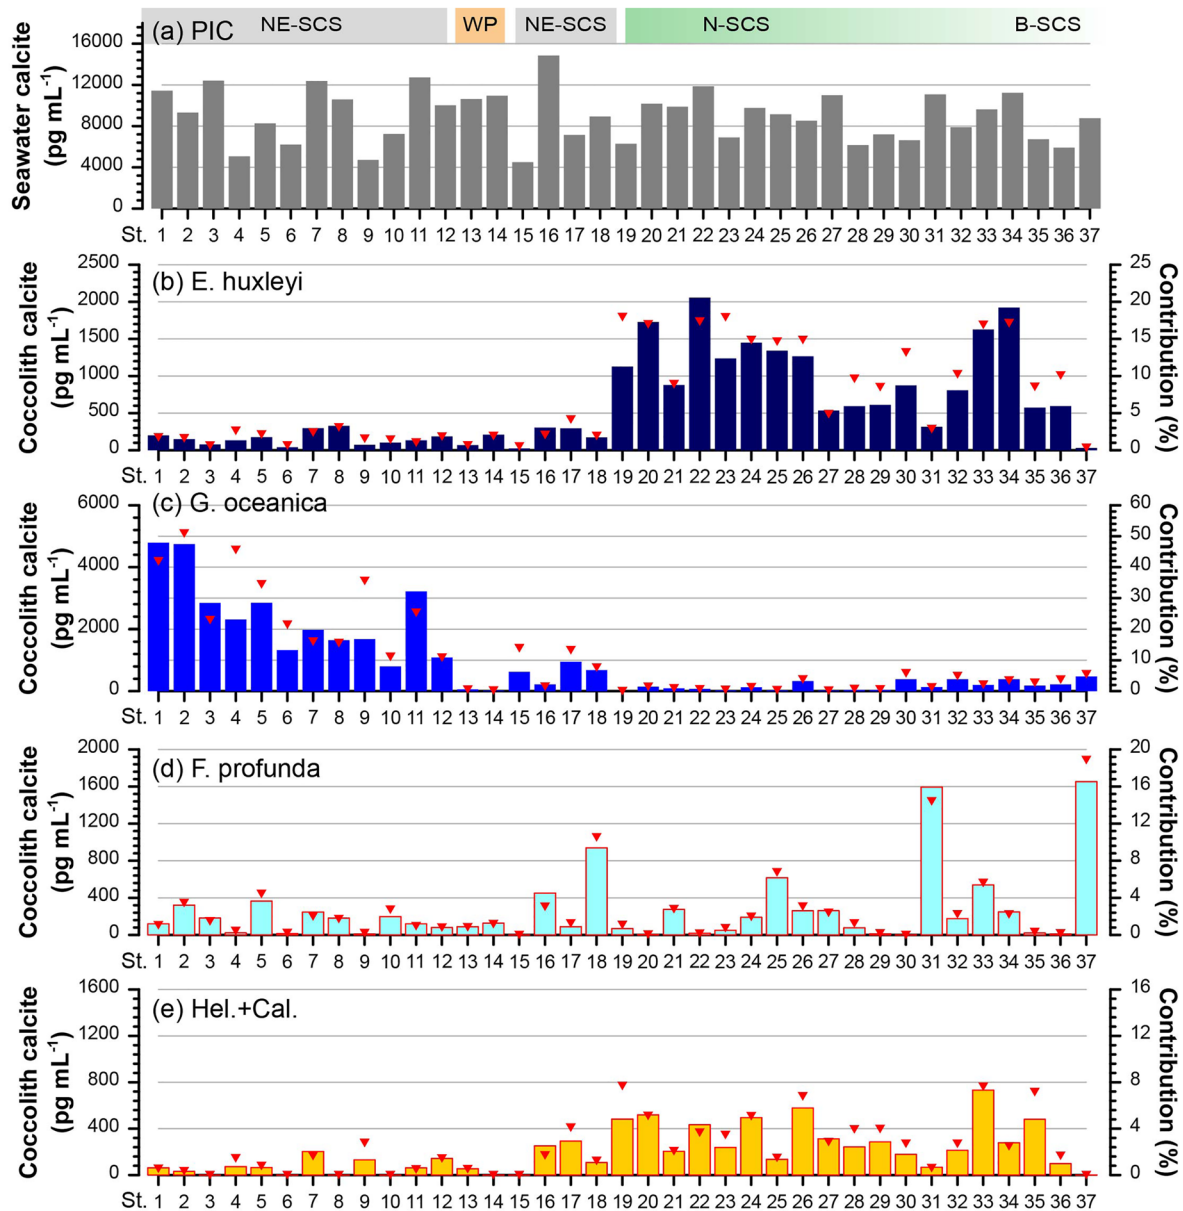 NE-SCS WP NE-SCS N-SCS B-SCS
(a) PIC
Seawater calcite
(pg mL-1)
16000
12000
8000
4000
0
St. 1 2 3 4 5 6 7 8 9 10 11 12 13 14 15 16 17 18 19 20 21 22 23 24 25 26 27 28 29 30 31 32 33 34 35 36 37
(b) E. huxleyi
Coccolith calcite
(pg mL-1)
2500
2000
1500
1000
500
0
25
20
15
10
5
0
Contribution (%)
St. 1 2 3 4 5 6 7 8 9 10 11 12 13 14 15 16 17 18 19 20 21 22 23 24 25 26 27 28 29 30 31 32 33 34 35 36 37
(c) G. oceanica
Coccolith calcite
(pg mL-1)
6000
4000
2000
0
60
50
40
30
20
10
0
Contribution (%)
St. 1 2 3 4 5 6 7 8 9 10 11 12 13 14 15 16 17 18 19 20 21 22 23 24 25 26 27 28 29 30 31 32 33 34 35 36 37
(d) F. profunda
Coccolith calcite
(pg mL-1)
2000
1600
1200
800
400
0
20
16
12
8
4
0
Contribution (%)
St. 1 2 3 4 5 6 7 8 9 10 11 12 13 14 15 16 17 18 19 20 21 22 23 24 25 26 27 28 29 30 31 32 33 34 35 36 37
(e) Hel.+Cal.
Coccolith calcite
(pg mL-1)
1600
1200
800
400
0
16
12
8
4
0
Contribution (%)
St. 1 2 3 4 5 6 7 8 9 10 11 12 13 14 15 16 17 18 19 20 21 22 23 24 25 26 27 28 29 30 31 32 33 34 35 36 37